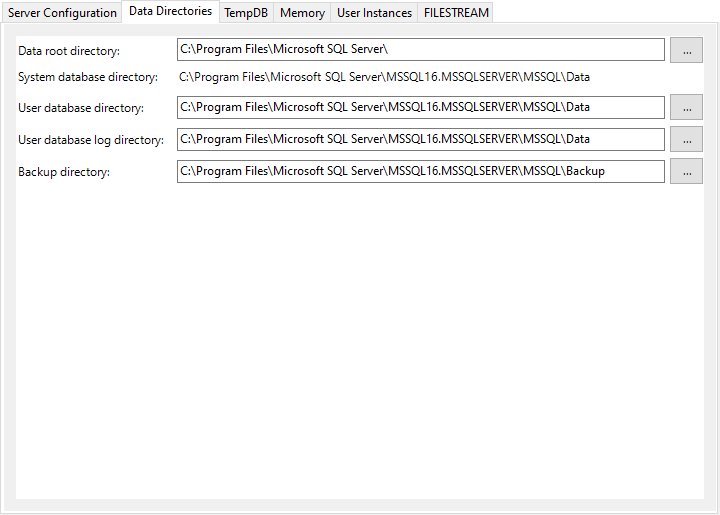 Server Configuration Data Directories TempDB Memory User Instances FILESTREAM
Data root directory: C:\Program Files\Microsoft SQL Server\ ...
System database directory: C:\Program Files\Microsoft SQL Server\MSSQL16.MSSQLSERVER\MSSQL\Data
User database directory: C:\Program Files\Microsoft SQL Server\MSSQL16.MSSQLSERVER\MSSQL\Data ...
User database log directory: C:\Program Files\Microsoft SQL Server\MSSQL16.MSSQLSERVER\MSSQL\Data ...
Backup directory: C:\Program Files\Microsoft SQL Server\MSSQL16.MSSQLSERVER\MSSQL\Backup ...